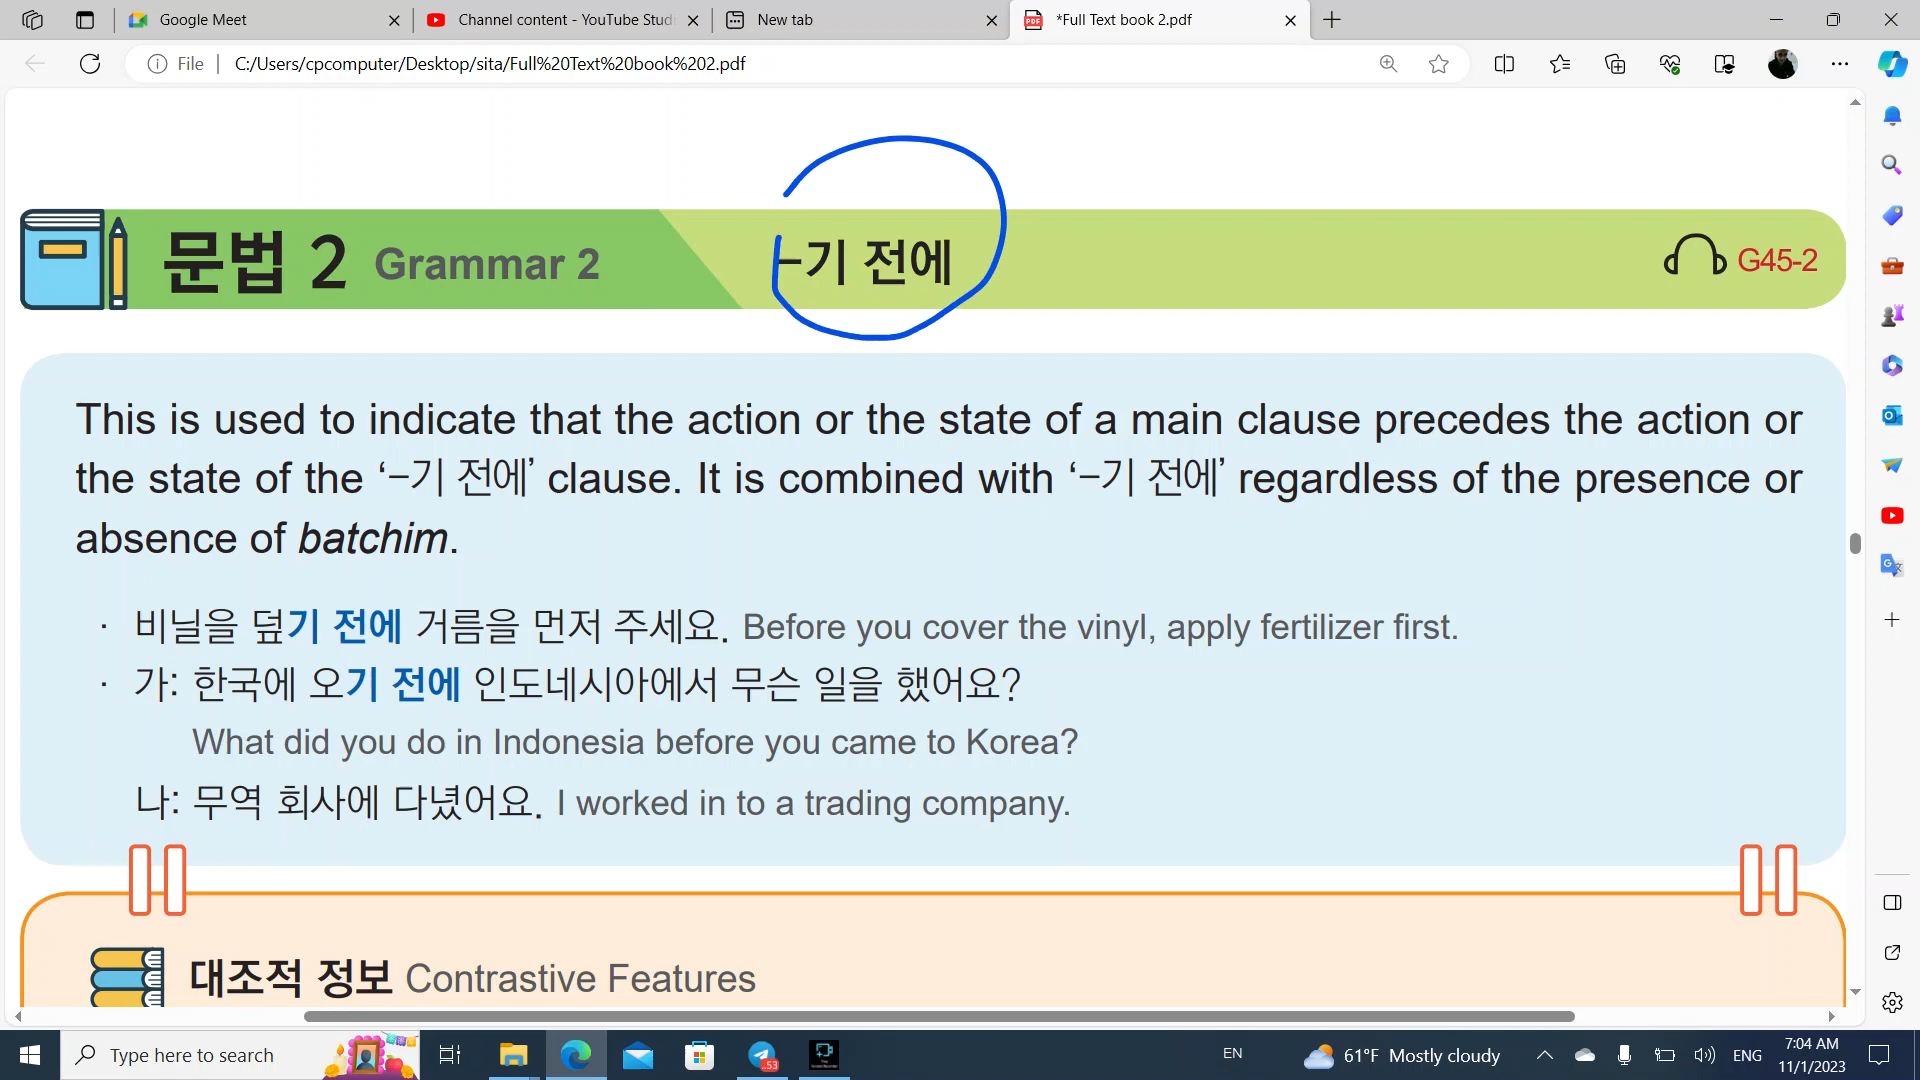 Google Meet
Channel content - YouTube Stud
New tab
*Full Text book 2.pdf
File
C:/Users/cpcomputer/Desktop/sita/Full%20Text%20book%202.pdf
문법 2 Grammar 2 -기 전에 G45-2
This is used to indicate that the action or the state of a main clause precedes the action or
the state of the ‘-기 전에’ clause. It is combined with ‘-기 전에’ regardless of the presence or
absence of batchim.
· 비닐을 덮기 전에 거름을 먼저 주세요. Before you cover the vinyl, apply fertilizer first.
· 가: 한국에 오기 전에 인도네시아에서 무슨 일을 했어요?
What did you do in Indonesia before you came to Korea?
나: 무역 회사에 다녔어요. I worked in to a trading company.
대조적 정보 Contrastive Features
Type here to search
.53
EN
61°F Mostly cloudy
ENG
7:04 AM
11/1/2023